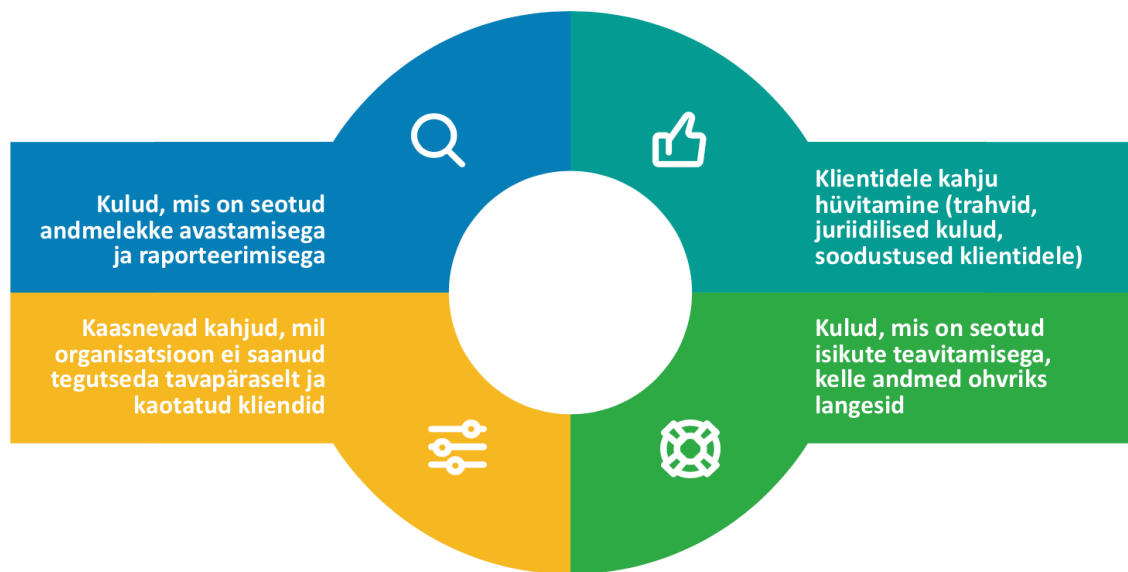 Kulud, mis on seotud
andmelekke avastamisega
ja raporteerimisega
Klientidele kahju
hüvitamine (trahvid,
juriidilised kulud,
soodustused klientidele)
Kaasnevad kahjud, mil
organisatsioon ei saanud
tegutseda tavapäraselt ja
kaotatud kliendid
Kulud, mis on seotud
isikute teavitamisega,
kelle andmed ohvriks
langesid